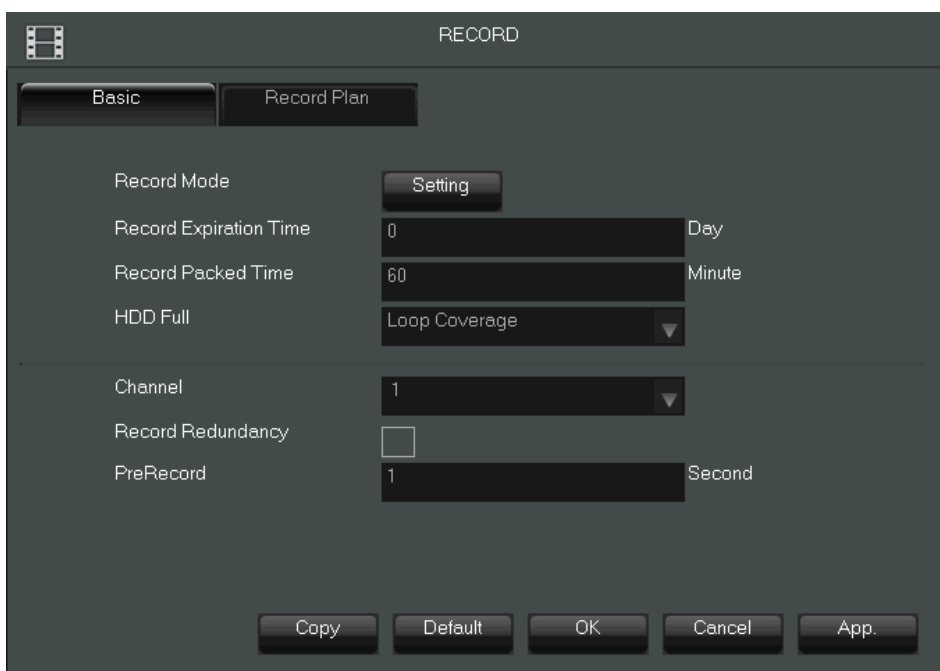 RECORD
Basic Record Plan
Record Mode Setting
Record Expiration Time 0 Day
Record Packed Time 60 Minute
HDD Full Loop Coverage
Channel 1
Record Redundancy
PreRecord 1 Second
Copy Default OK Cancel App.